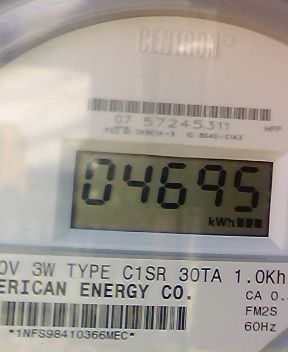 CENTRON®
07 57245311
HPP
04695
kWh
0V 3W TYPE C1SR 30TA 1.0Kh
ERICAN ENERGY CO.
CA 0.
FM2S
*1NFS98410366MEC*
60Hz